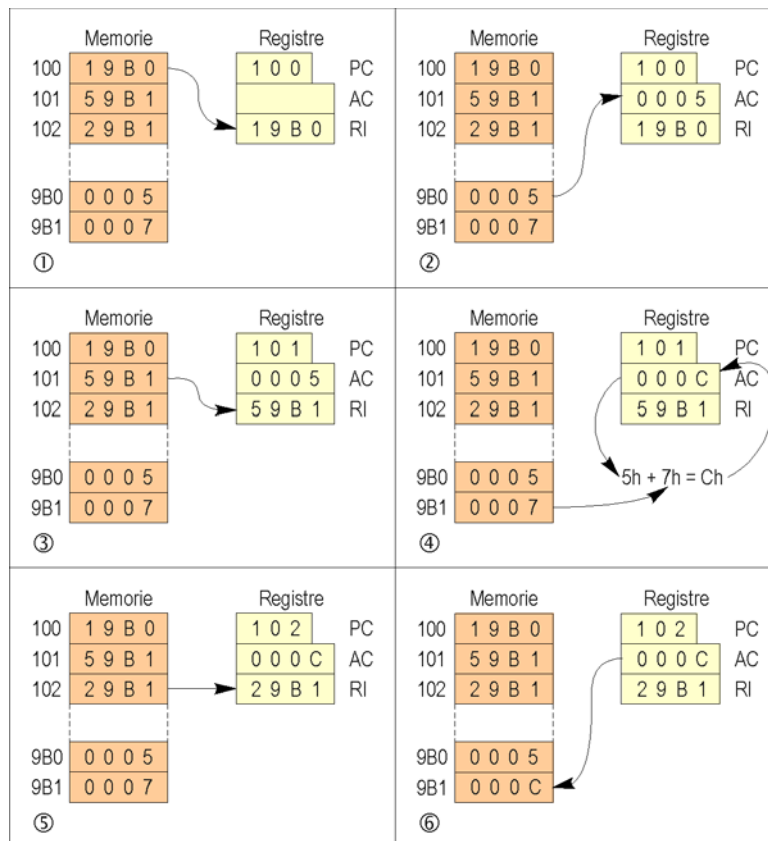 Memorie Registre
100 1 9 B 0 1 0 0 PC
101 5 9 B 1 AC
102 2 9 B 1 1 9 B 0 RI
9B0 0 0 0 5
9B1 0 0 0 7
①
Memorie Registre
100 1 9 B 0 1 0 0 PC
101 5 9 B 1 0 0 0 5 AC
102 2 9 B 1 1 9 B 0 RI
9B0 0 0 0 5
9B1 0 0 0 7
②
Memorie Registre
100 1 9 B 0 1 0 1 PC
101 5 9 B 1 0 0 0 5 AC
102 2 9 B 1 5 9 B 1 RI
9B0 0 0 0 5
9B1 0 0 0 7
③
Memorie Registre
100 1 9 B 0 1 0 1 PC
101 5 9 B 1 0 0 0 C AC
102 2 9 B 1 5 9 B 1 RI
9B0 0 0 0 5 5h + 7h = Ch
9B1 0 0 0 7
④
Memorie Registre
100 1 9 B 0 1 0 2 PC
101 5 9 B 1 0 0 0 C AC
102 2 9 B 1 2 9 B 1 RI
9B0 0 0 0 5
9B1 0 0 0 7
⑤
Memorie Registre
100 1 9 B 0 1 0 2 PC
101 5 9 B 1 0 0 0 C AC
102 2 9 B 1 2 9 B 1 RI
9B0 0 0 0 5
9B1 0 0 0 C
⑥